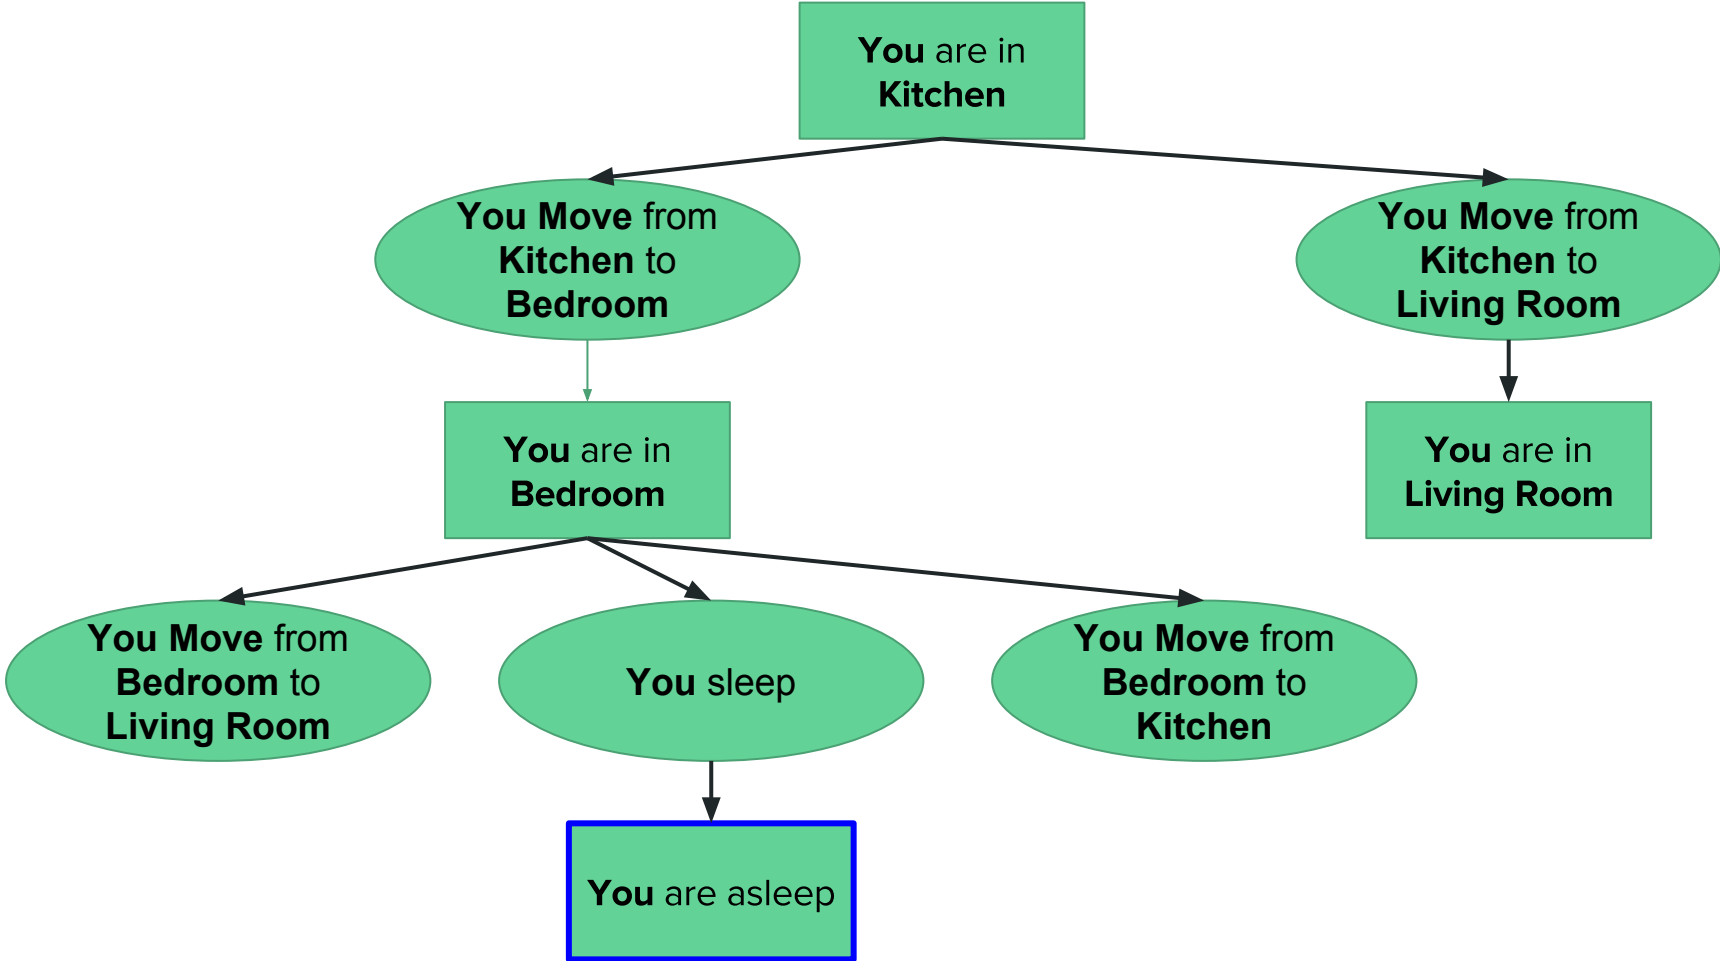 You are in
Kitchen
You Move from
Kitchen to
Bedroom
You Move from
Kitchen to
Living Room
You are in
Bedroom
You are in
Living Room
You Move from
Bedroom to
Living Room
You sleep
You Move from
Bedroom to
Kitchen
You are asleep